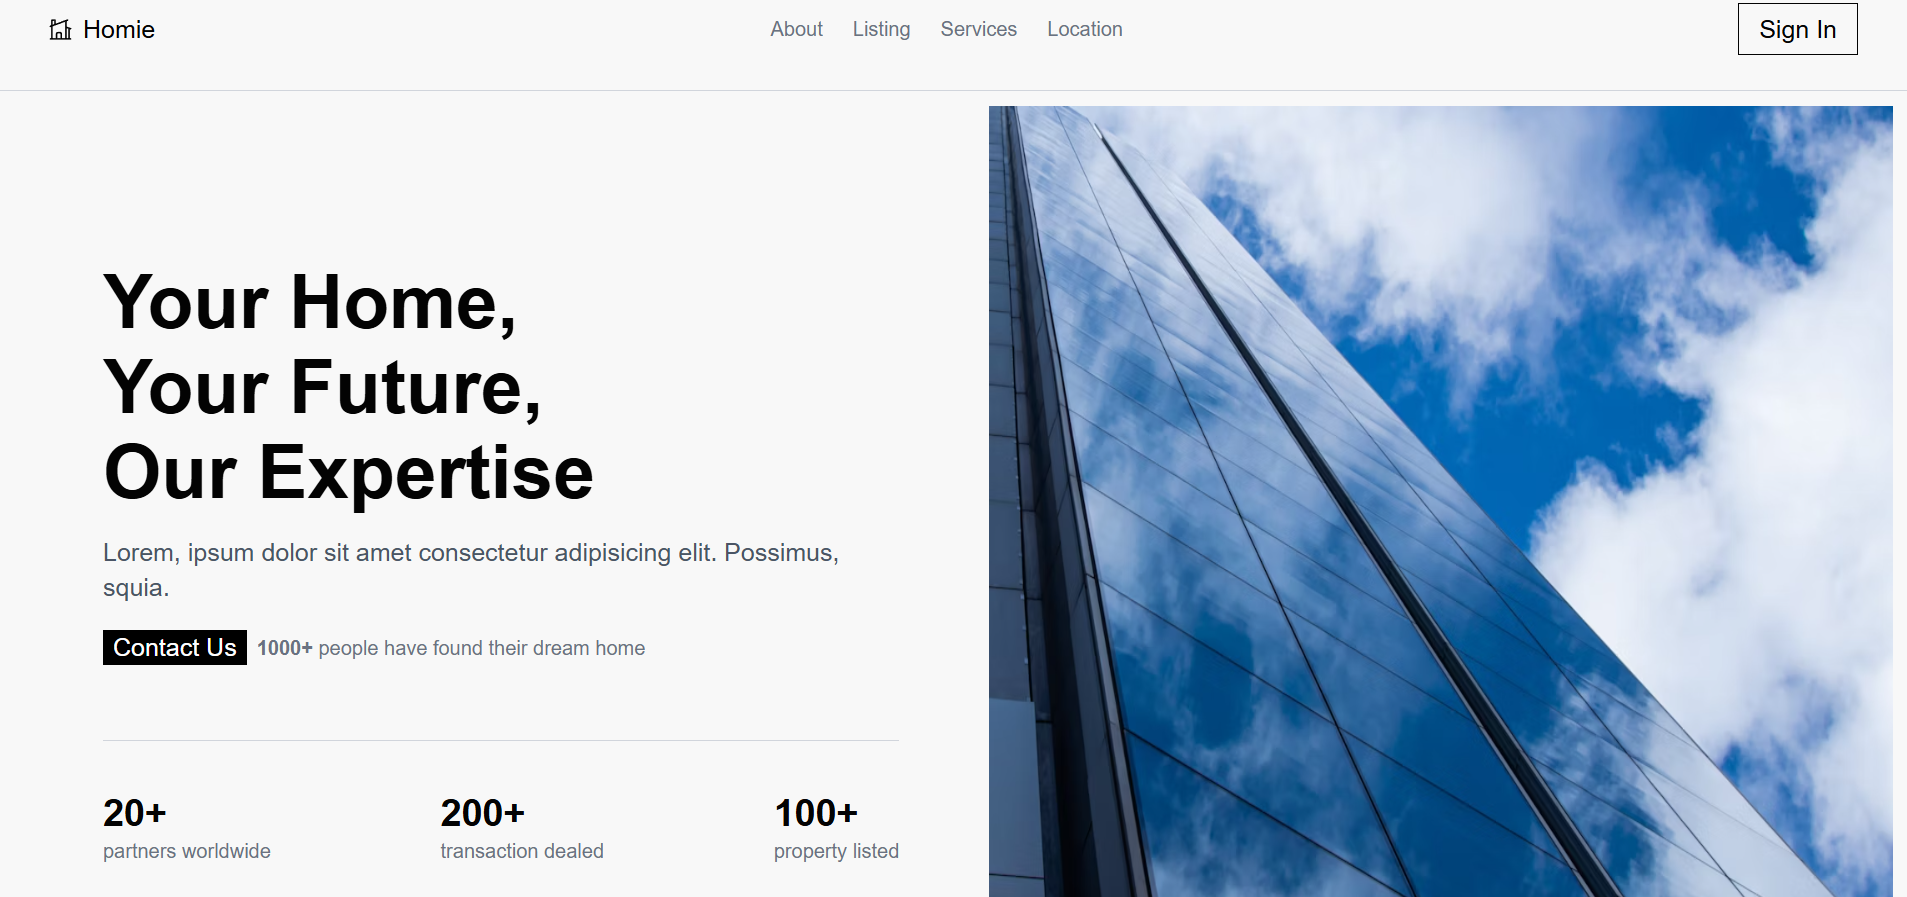 Homie
About Listing Services Location
Sign In
Your Home,
Your Future,
Our Expertise
Lorem, ipsum dolor sit amet consectetur adipisicing elit. Possimus,
squia.
Contact Us 1000+ people have found their dream home
20+ 200+ 100+
partners worldwide transaction dealed property listed